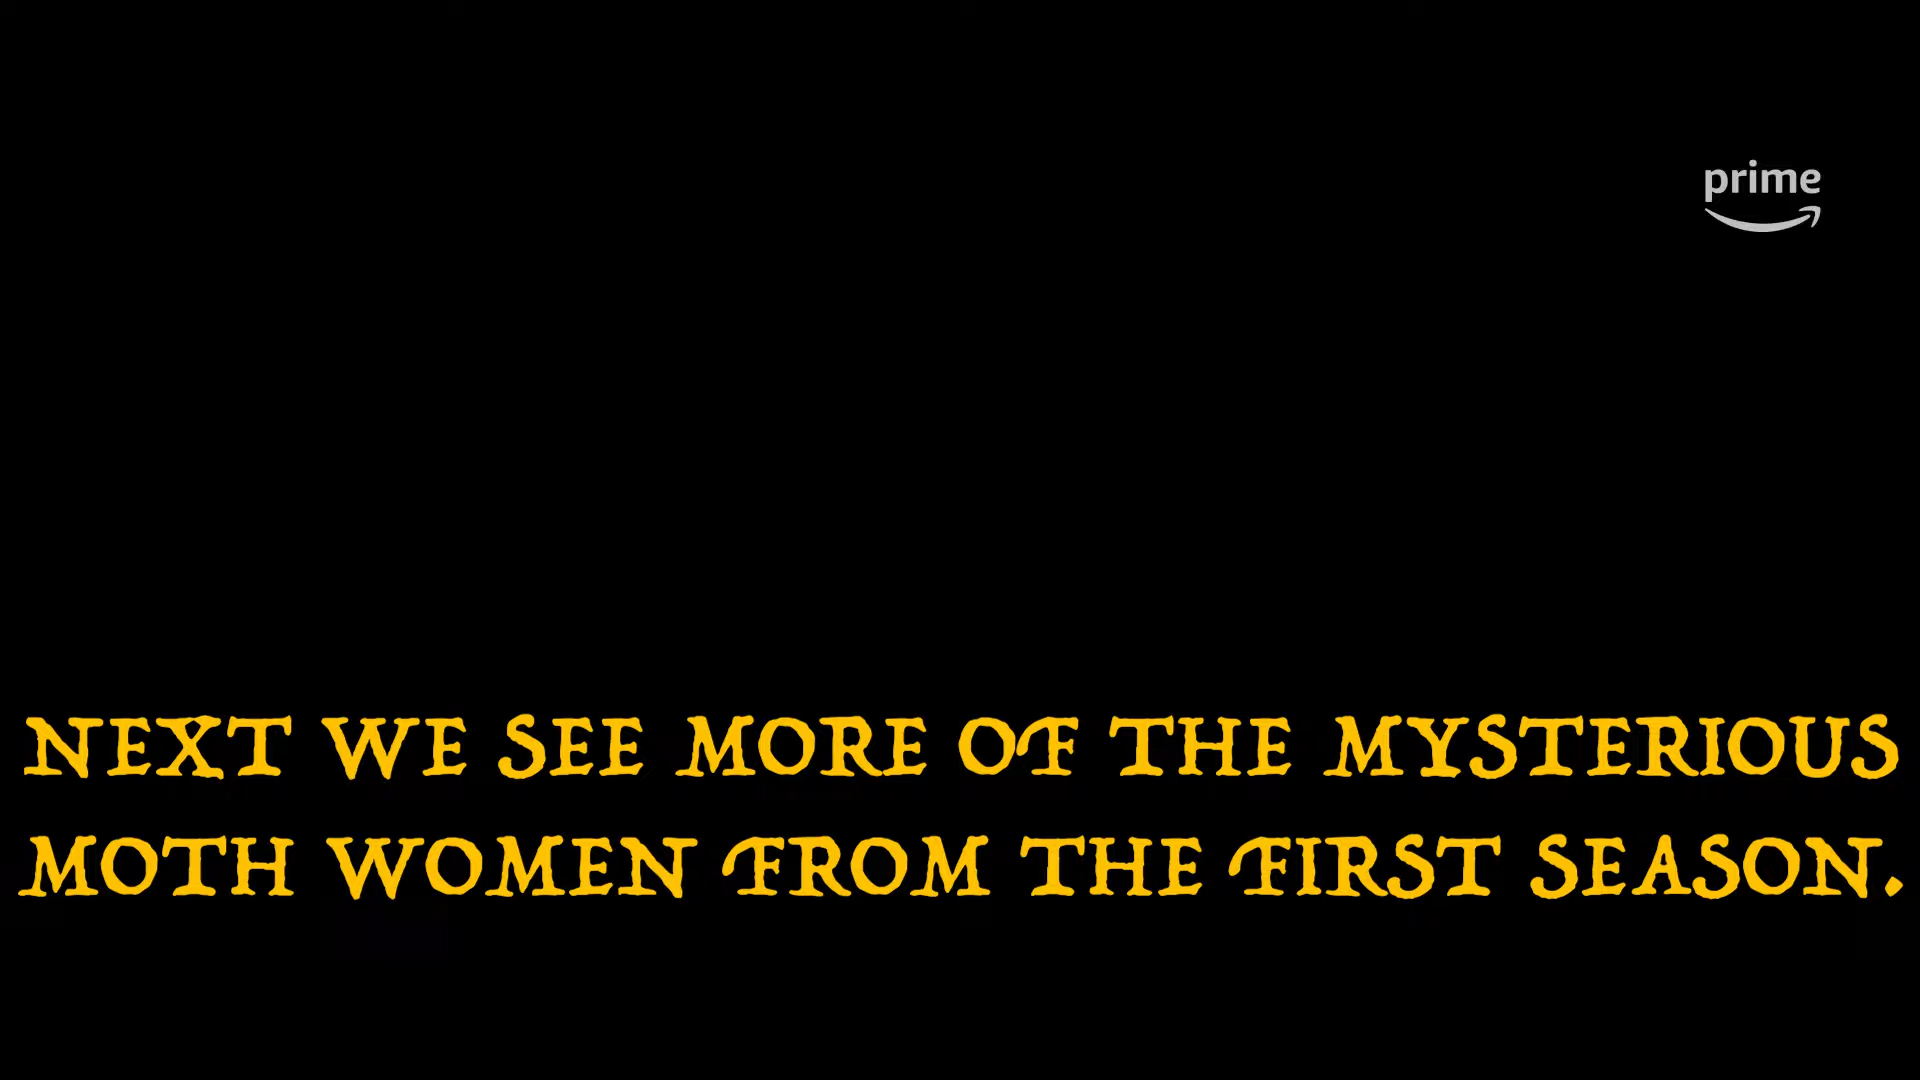 prime
NEXT WE SEE MORE OF THE MYSTERIOUS
MOTH WOMEN FROM THE FIRST SEASON.